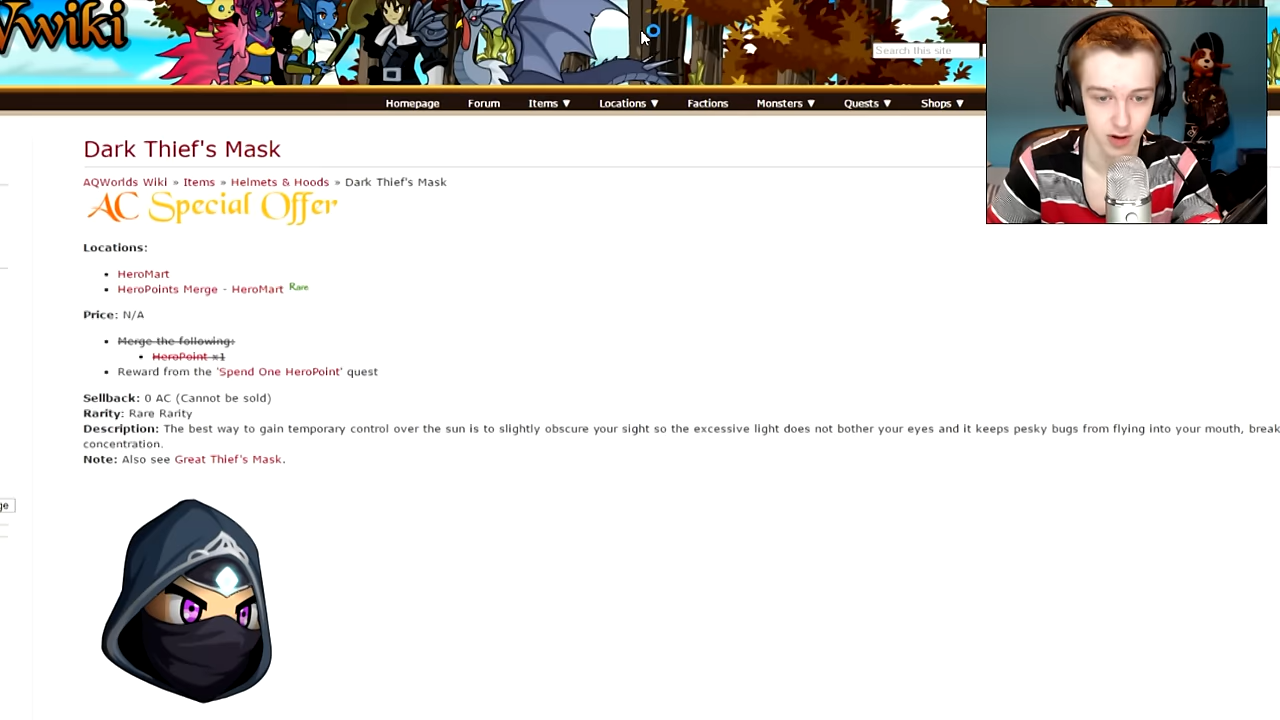 wiki
Search this site
Homepage Forum Items ▼ Locations ▼ Factions Monsters ▼ Quests ▼ Shops ▼
Dark Thief's Mask
AQWorlds Wiki » Items » Helmets & Hoods » Dark Thief's Mask
AC Special Offer
Locations:
• HeroMart
• HeroPoints Merge - HeroMart Rare
Price: N/A
• Merge the following:
• HeroPoint x1
• Reward from the 'Spend One HeroPoint' quest
Sellback: 0 AC (Cannot be sold)
Rarity: Rare Rarity
Description: The best way to gain temporary control over the sun is to slightly obscure your sight so the excessive light does not bother your eyes and it keeps pesky bugs from flying into your mouth, break
concentration.
Note: Also see Great Thief's Mask.
ge